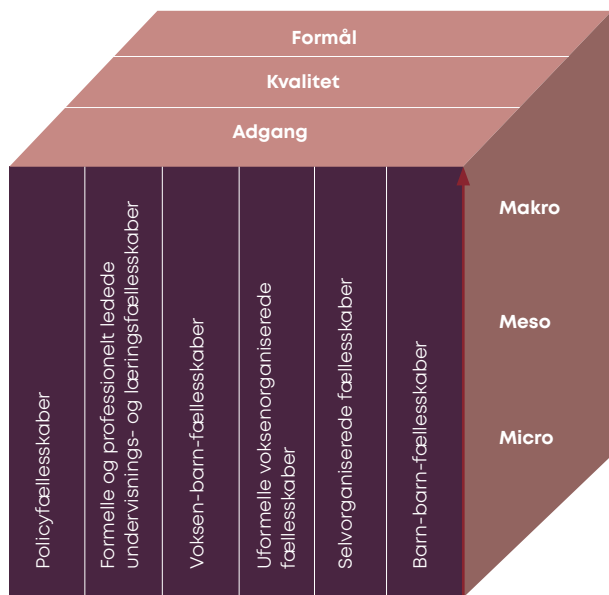 Formål
Kvalitet
Adgang
Policyfællesskaber
Formelle og professionelt ledede
undervisnings- og læringsfællesskaber
Voksen-barn-fællesskaber
Uformelle voksenorganiserede
fællesskaber
Selvorganiserede fællesskaber
Barn-barn-fællesskaber
Makro
Meso
Micro